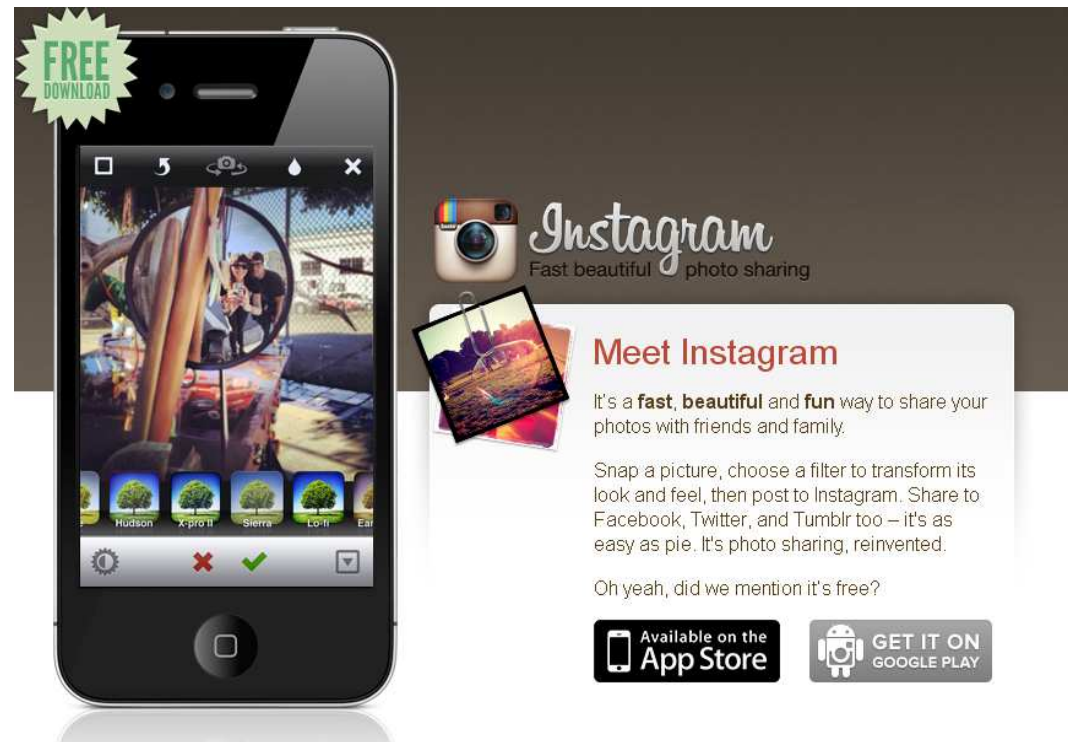 FREE
DOWNLOAD
Hudson
X-pro II
Sierra
Lo-fi
Instagram
Fast beautiful photo sharing
Meet Instagram
It's a fast, beautiful and fun way to share your
photos with friends and family.
Snap a picture, choose a filter to transform its
look and feel, then post to Instagram. Share to
Facebook, Twitter, and Tumblr too – it's as
easy as pie. It's photo sharing, reinvented.
Oh yeah, did we mention it's free?
Available on the
App Store
GET IT ON
GOOGLE PLAY